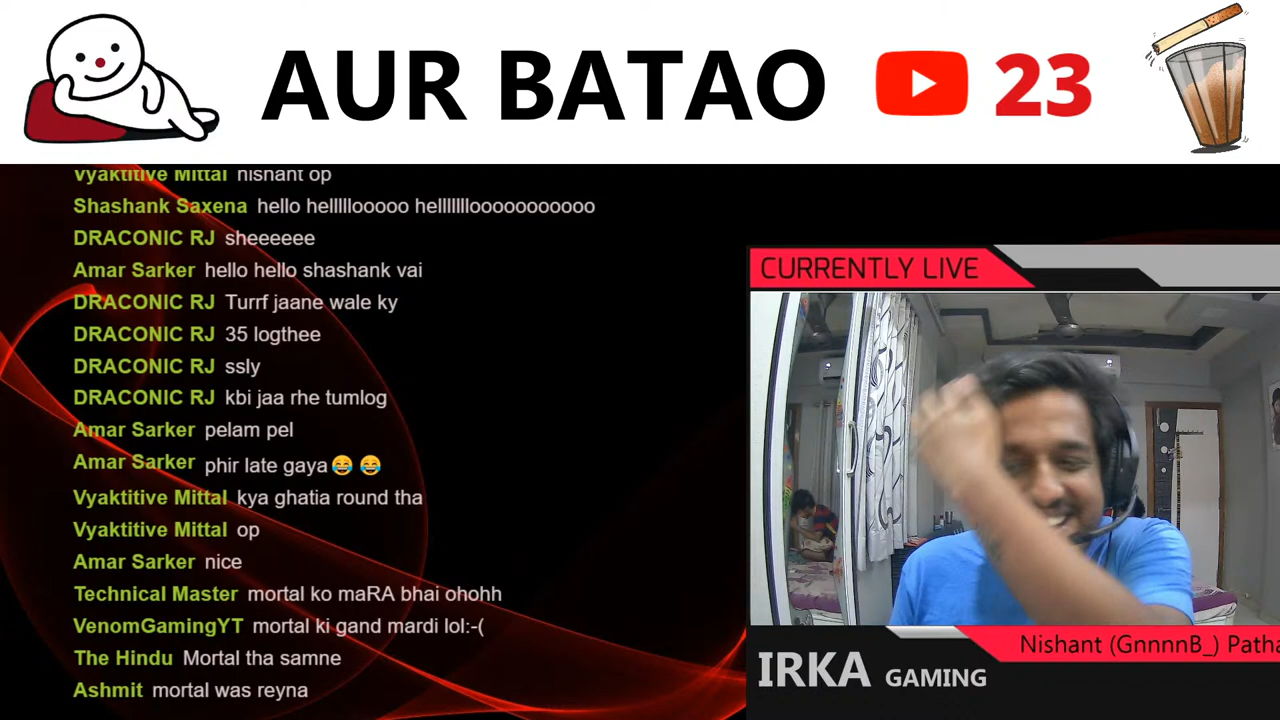 AUR BATAO 23
Vyaktitive Mittal nishant op
Shashank Saxena hello helllllooooo hellllllloooooooooooo
DRACONIC RJ sheeeeee
Amar Sarker hello hello shashank vai
DRACONIC RJ Turrf jaane wale ky
DRACONIC RJ 35 logthee
DRACONIC RJ ssly
DRACONIC RJ kbi jaa rhe tumlog
Amar Sarker pelam pel
Amar Sarker phir late gaya😂 😂
Vyaktitive Mittal kya ghatia round tha
Vyaktitive Mittal op
Amar Sarker nice
Technical Master mortal ko maRA bhai ohohh
VenomGamingYT mortal ki gand mardi lol:-(
The Hindu Mortal tha samne
Ashmit mortal was reyna
CURRENTLY LIVE
Nishant (GnnnnB_) Patha
IRKA GAMING